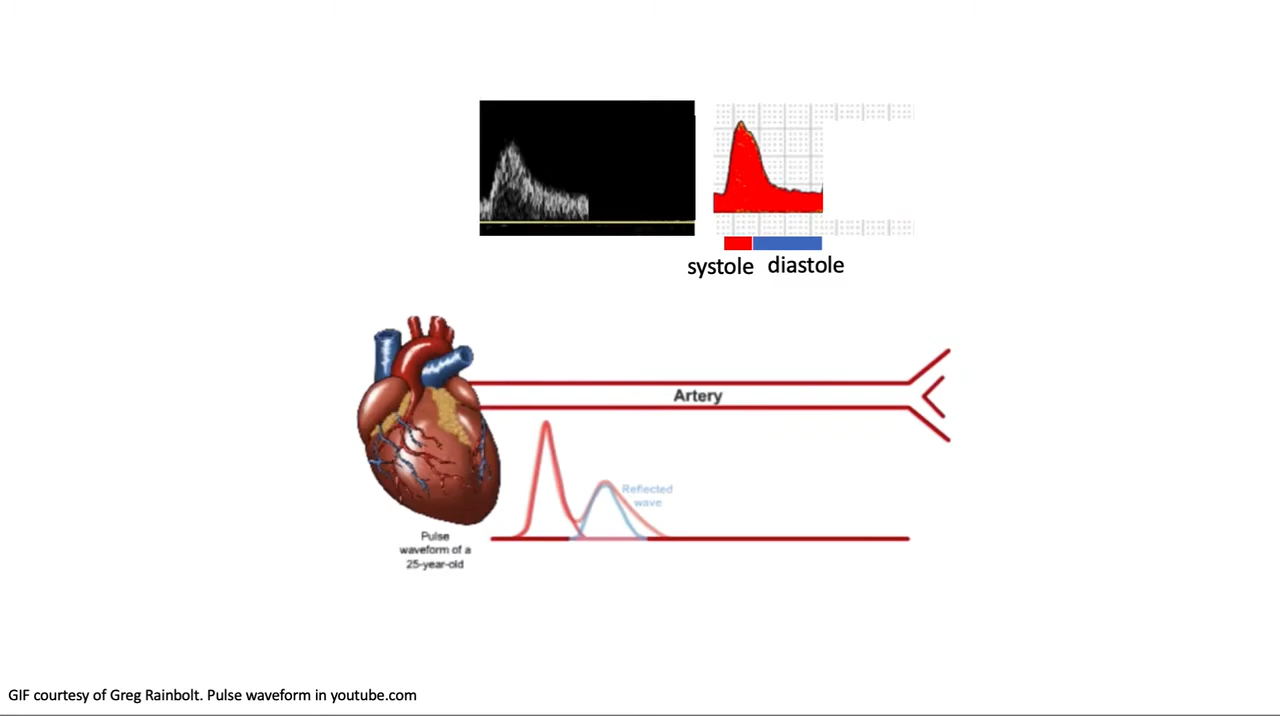 systole diastole
Artery
Reflected
wave
Pulse
waveform of a
25-year-old
GIF courtesy of Greg Rainbolt. Pulse waveform in youtube.com